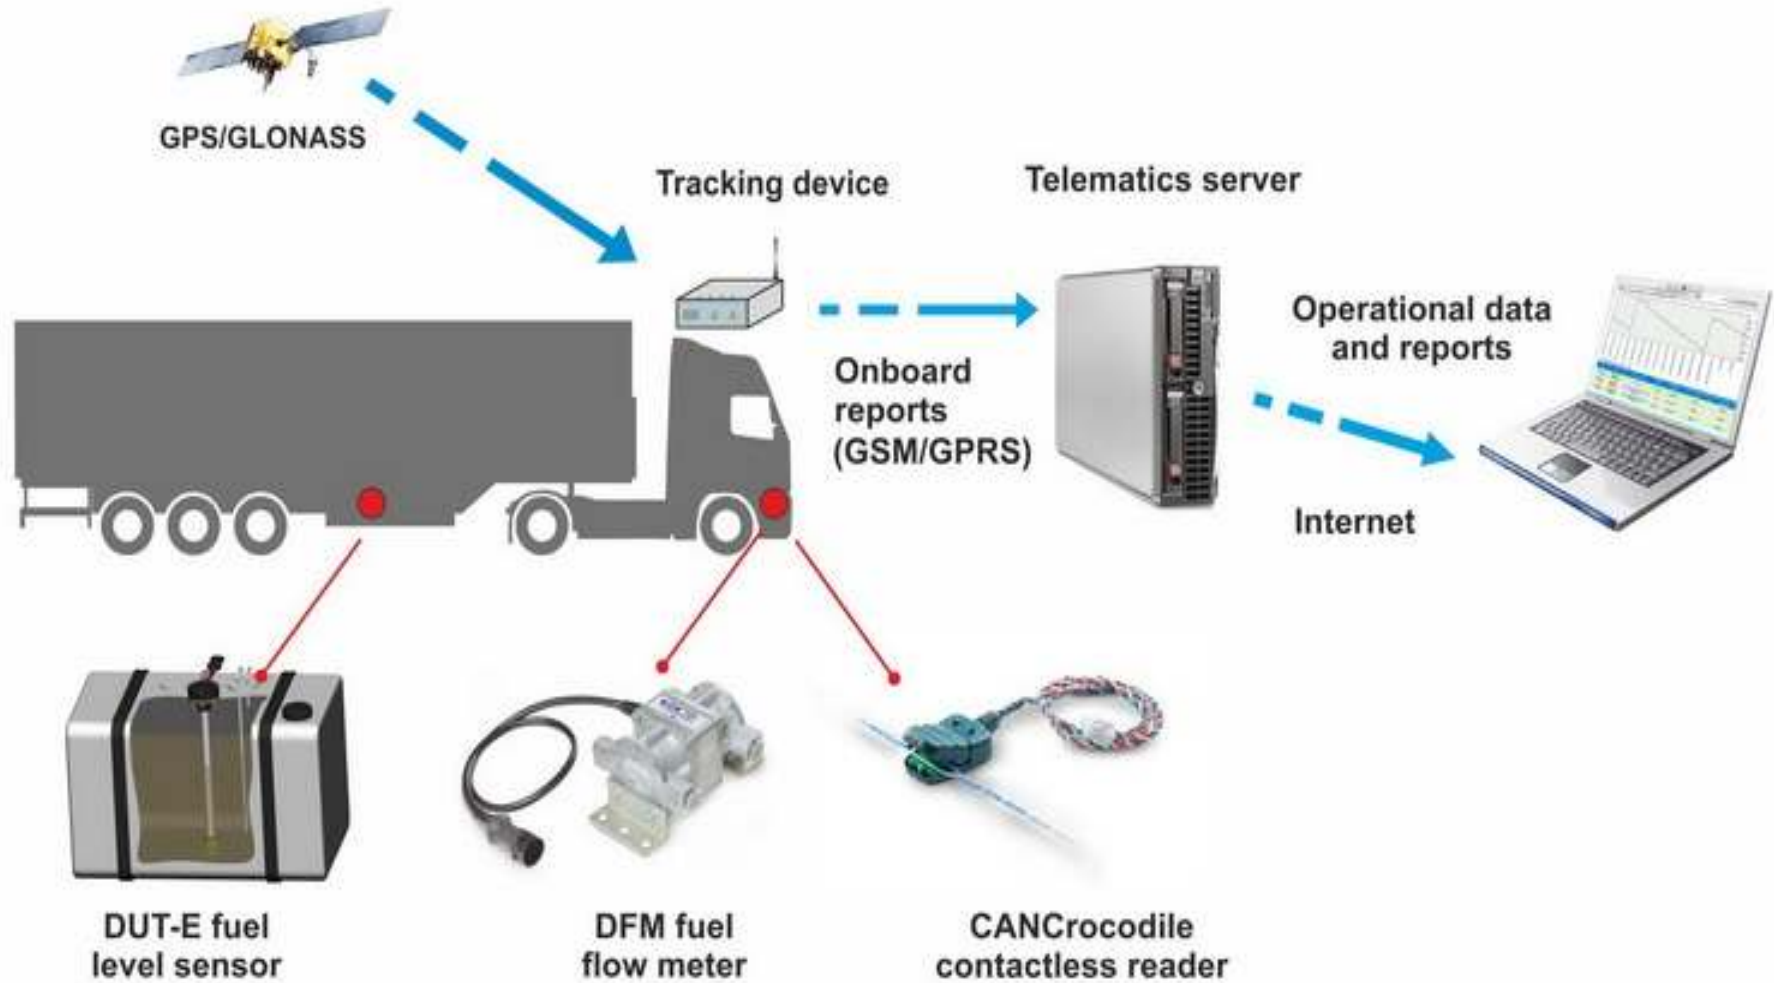 GPS/GLONASS
Tracking device
Telematics server
Onboard
reports
(GSM/GPRS)
Operational data
and reports
Internet
DUT-E fuel
level sensor
DFM fuel
flow meter
CANCrocodile
contactless reader